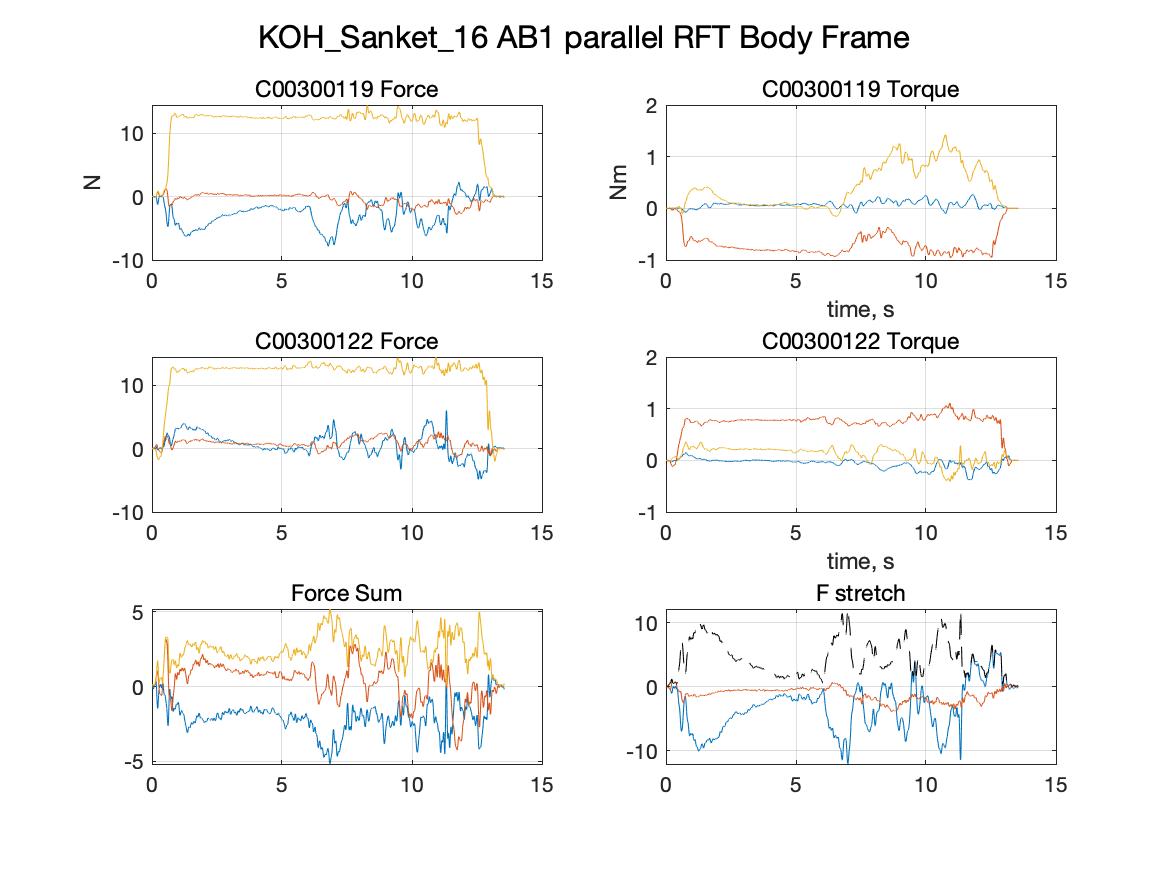 KOH_Sanket_16 AB1 parallel RFT Body Frame
C00300119 Force
N
10
0
-10
0 5 10 15
C00300119 Torque
Nm
2
1
0
-1
0 5 10 15
time, s
C00300122 Force
10
0
-10
0 5 10 15
C00300122 Torque
2
1
0
-1
0 5 10 15
time, s
Force Sum
5
0
-5
0 5 10 15
F stretch
10
0
-10
0 5 10 15